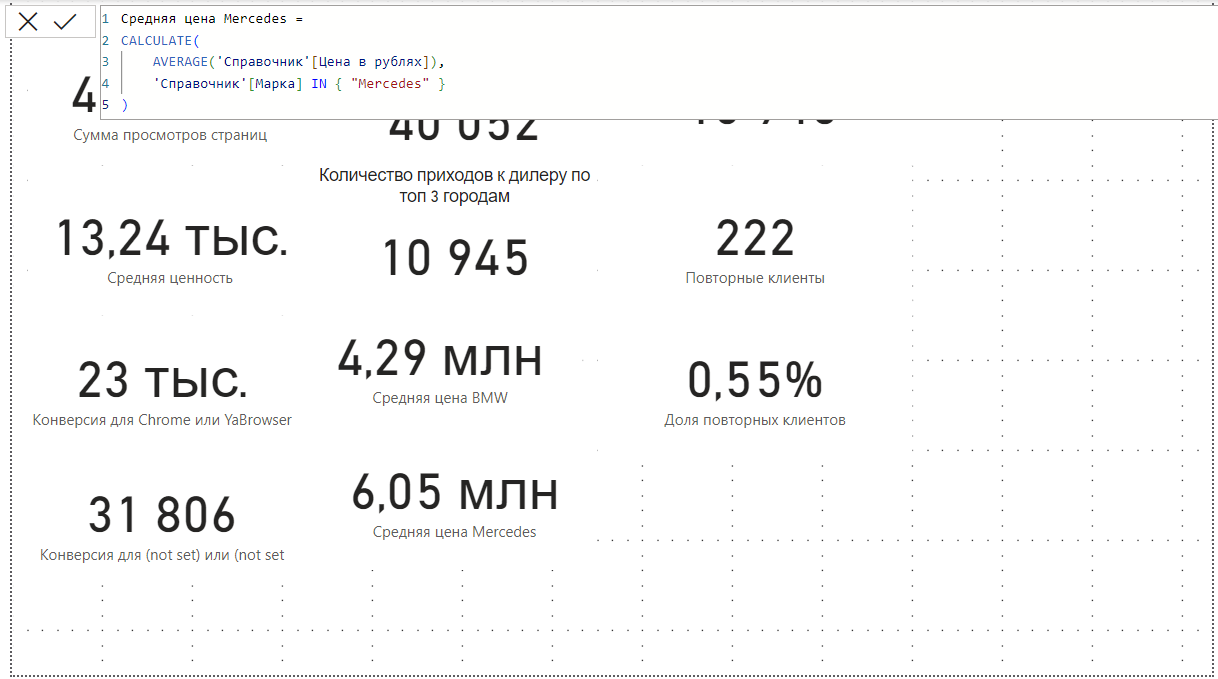 1 Средняя цена Mercedes =
2 CALCULATE(
3 AVERAGE('Справочник'[Цена в рублях]),
4 'Справочник'[Марка] IN { "Mercedes" }
5 )
4
Сумма просмотров страниц
40 052
Количество приходов к дилеру по
топ 3 городам
13,24 тыс.
Средняя ценность
10 945
222
Повторные клиенты
4,29 млн
Средняя цена BMW
23 тыс.
Конверсия для Chrome или YaBrowser
0,55%
Доля повторных клиентов
6,05 млн
Средняя цена Mercedes
31 806
Конверсия для (not set) или (not set